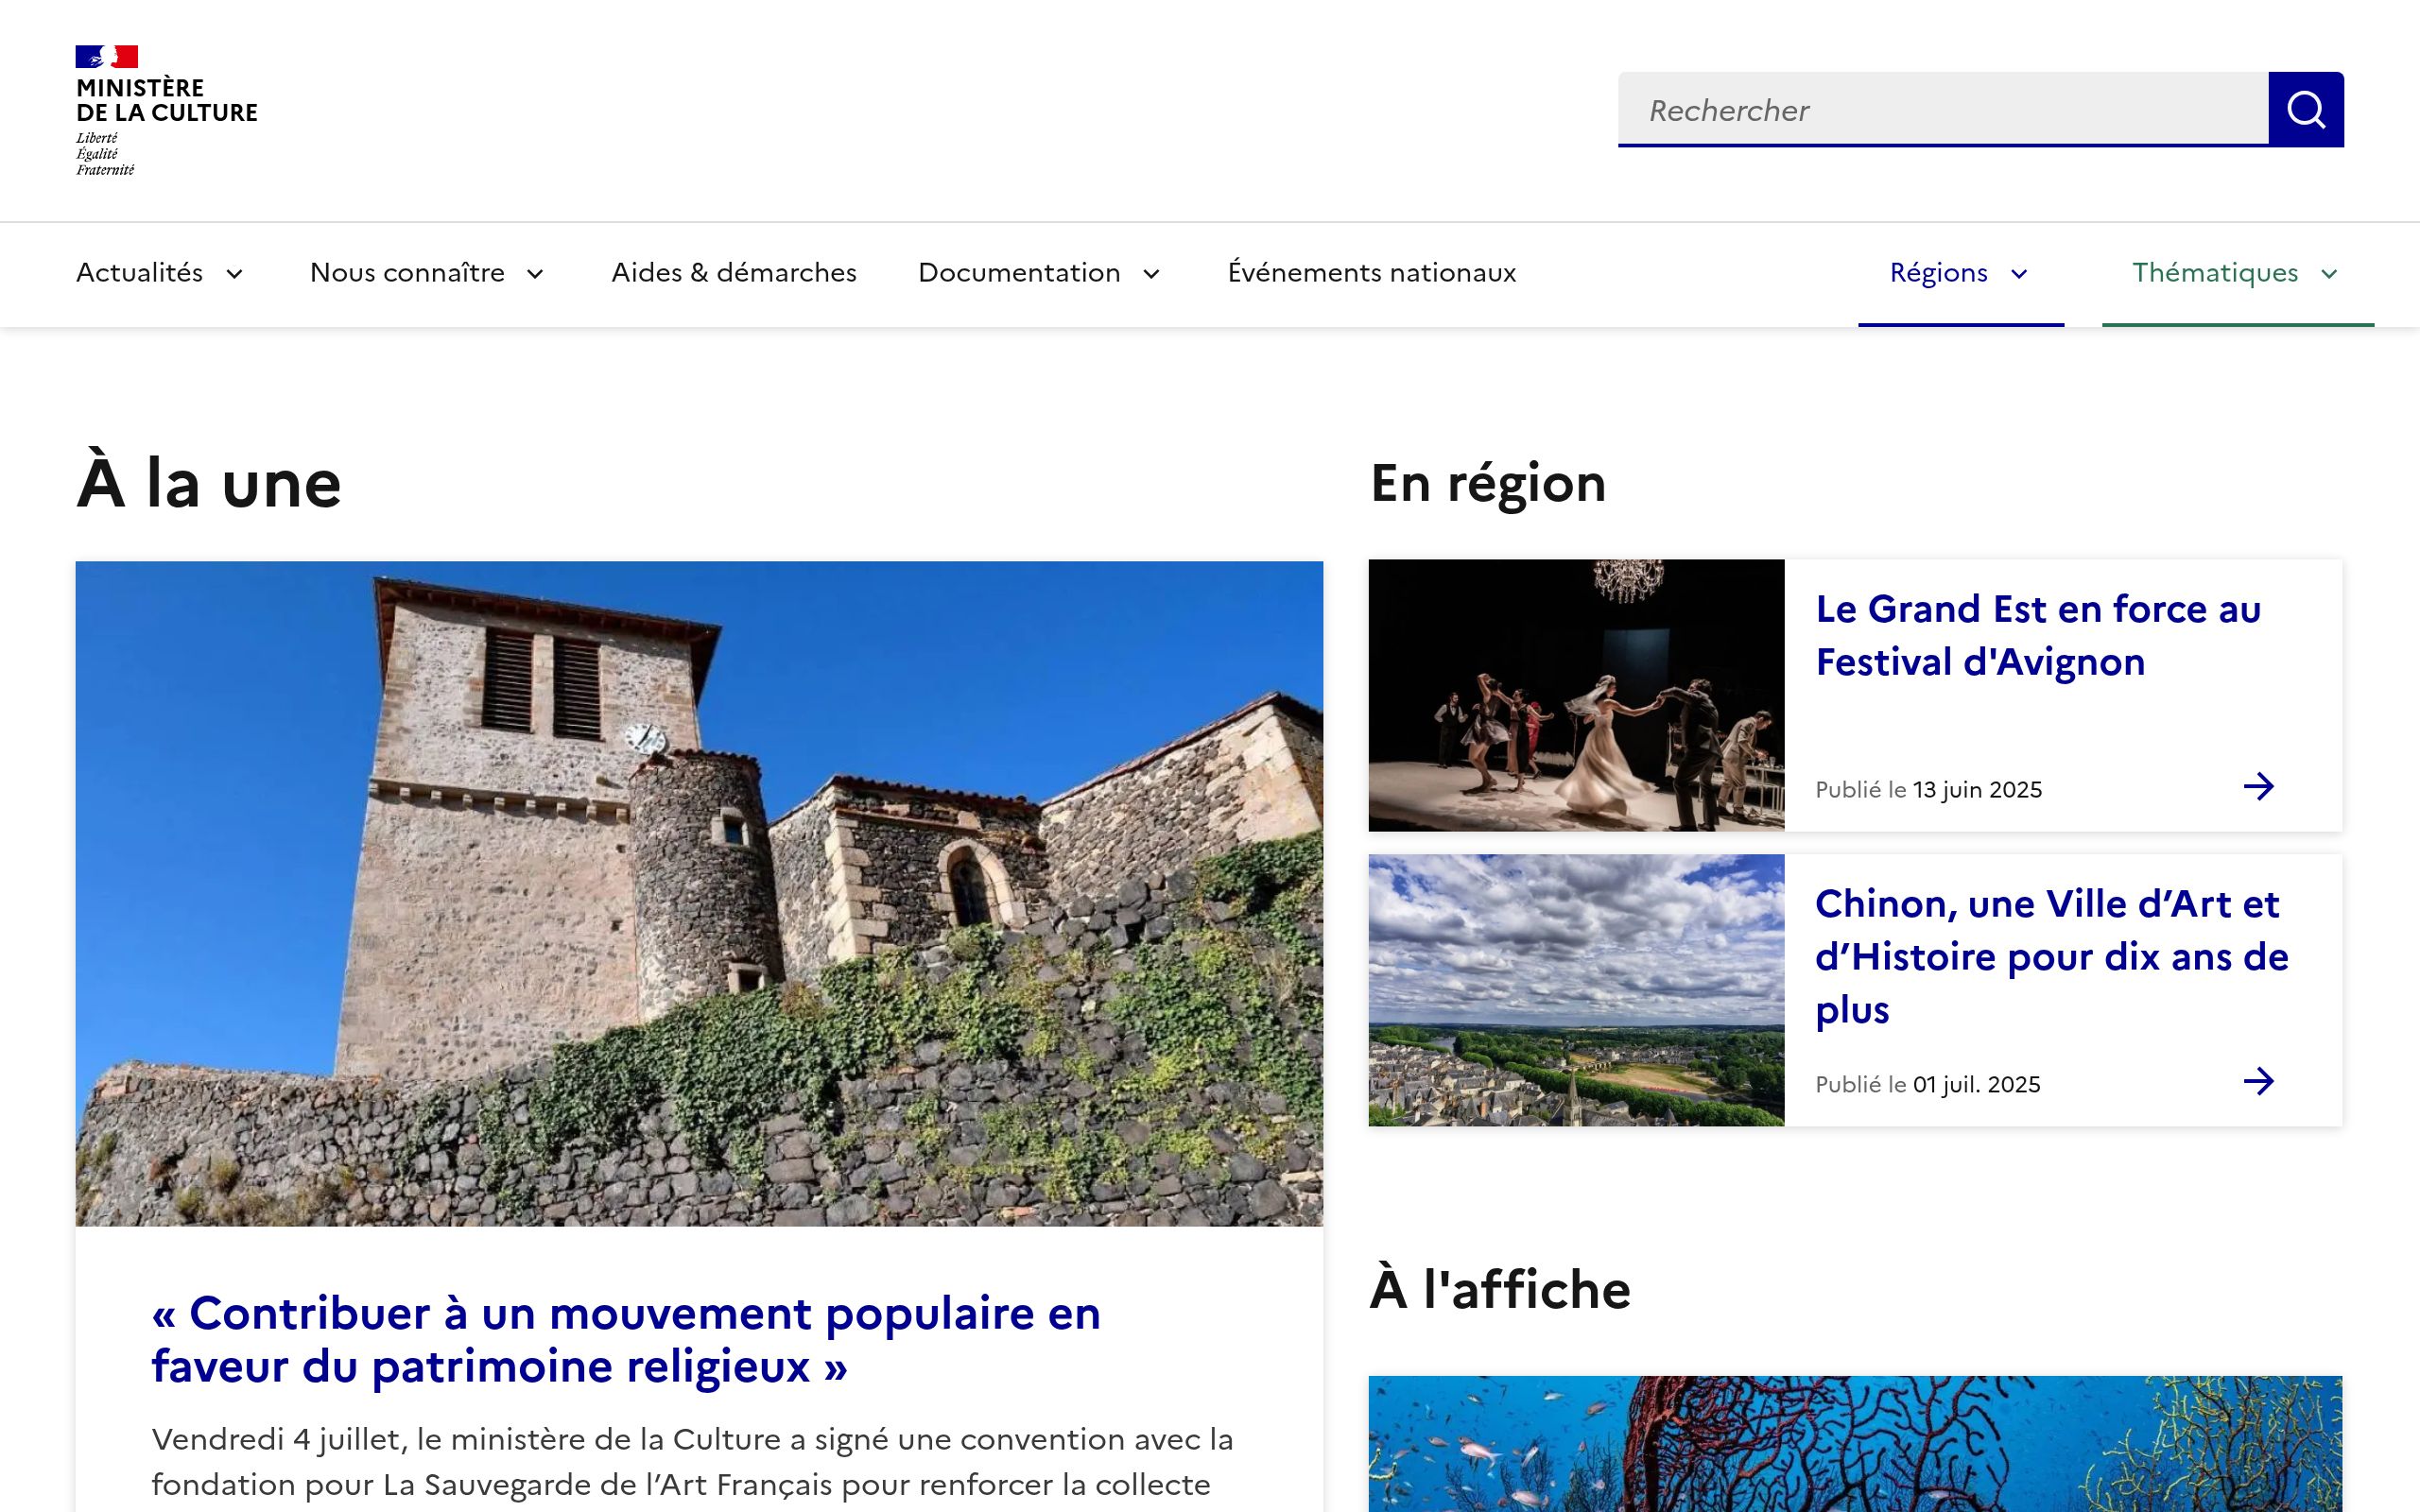 MINISTÈRE
DE LA CULTURE
Liberté
Égalité
Fraternité
Rechercher
Actualités
Nous connaître
Aides & démarches
Documentation
Événements nationaux
Régions
Thématiques
À la une
« Contribuer à un mouvement populaire en
faveur du patrimoine religieux »
Vendredi 4 juillet, le ministère de la Culture a signé une convention avec la
fondation pour La Sauvegarde de l’Art Français pour renforcer la collecte
En région
Le Grand Est en force au
Festival d'Avignon
Publié le 13 juin 2025
Chinon, une Ville d’Art et
d’Histoire pour dix ans de
plus
Publié le 01 juil. 2025
À l'affiche